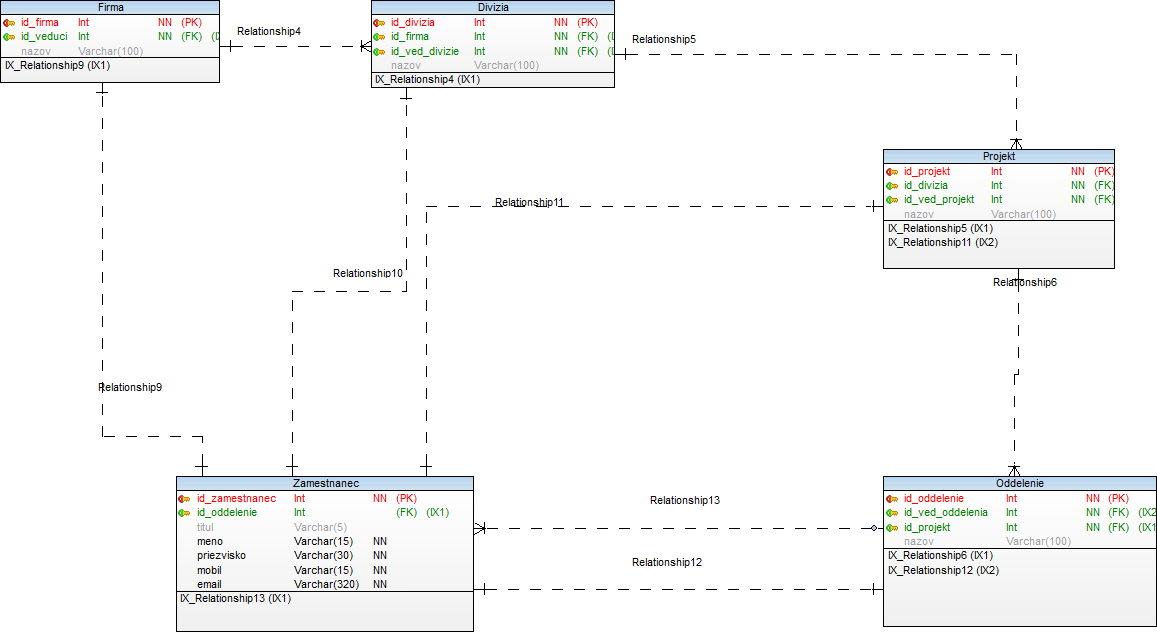 Firma
id_firma Int NN (PK)
id_veduci Int NN (FK)
nazov Varchar(100)
IX_Relationship9 (IX1)
Relationship4
Divizia
id_divizia Int NN (PK)
id_firma Int NN (FK)
id_ved_divizie Int NN (FK)
nazov Varchar(100)
IX_Relationship4 (IX1)
Relationship5
Projekt
id_projekt Int NN (PK)
id_divizia Int NN (FK)
id_ved_projekt Int NN (FK)
nazov Varchar(100)
IX_Relationship5 (IX1)
IX_Relationship11 (IX2)
Relationship11
Relationship10
Relationship6
Relationship9
Zamestnanec
id_zamestnanec Int NN (PK)
id_oddelenie Int (FK) (IX1)
titul Varchar(5)
meno Varchar(15) NN
priezvisko Varchar(30) NN
mobil Varchar(15) NN
email Varchar(320) NN
IX_Relationship13 (IX1)
Relationship13
Relationship12
Oddelenie
id_oddelenie Int NN (PK)
id_ved_oddelenia Int NN (FK) (IX2
id_projekt Int NN (FK) (IX1
nazov Varchar(100)
IX_Relationship6 (IX1)
IX_Relationship12 (IX2)